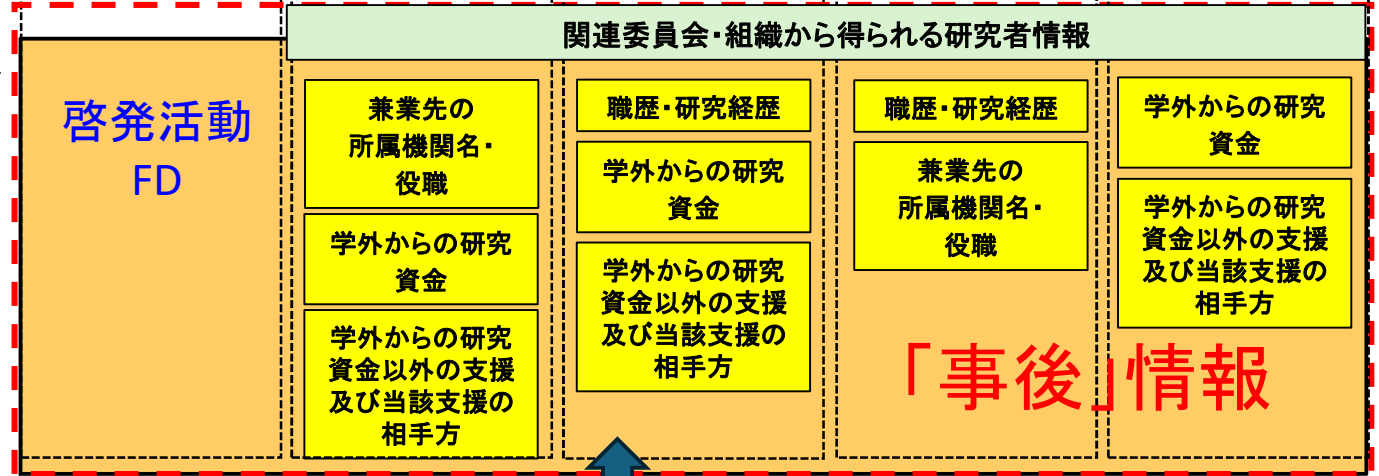 関連委員会・組織から得られる研究者情報
啓発活動
FD
兼業先の
所属機関名・
役職
学外からの研究
資金
学外からの研究
資金以外の支援
及び当該支援の
相手方
職歴・研究経歴
学外からの研究
資金
学外からの研究
資金以外の支援
及び当該支援の
相手方
職歴・研究経歴
兼業先の
所属機関名・
役職
学外からの研究
資金
学外からの研究
資金以外の支援
及び当該支援の
相手方
「事後」情報